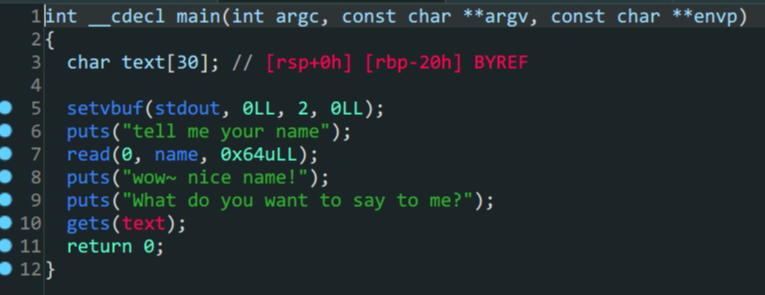 1 int __cdecl main(int argc, const char **argv, const char **envp)
2 {
3 char text[30]; // [rsp+0h] [rbp-20h] BYREF
4
5 setvbuf(stdout, 0LL, 2, 0LL);
6 puts("tell me your name");
7 read(0, name, 0x64uLL);
8 puts("wow~ nice name!");
9 puts("What do you want to say to me?");
10 gets(text);
11 return 0;
12 }